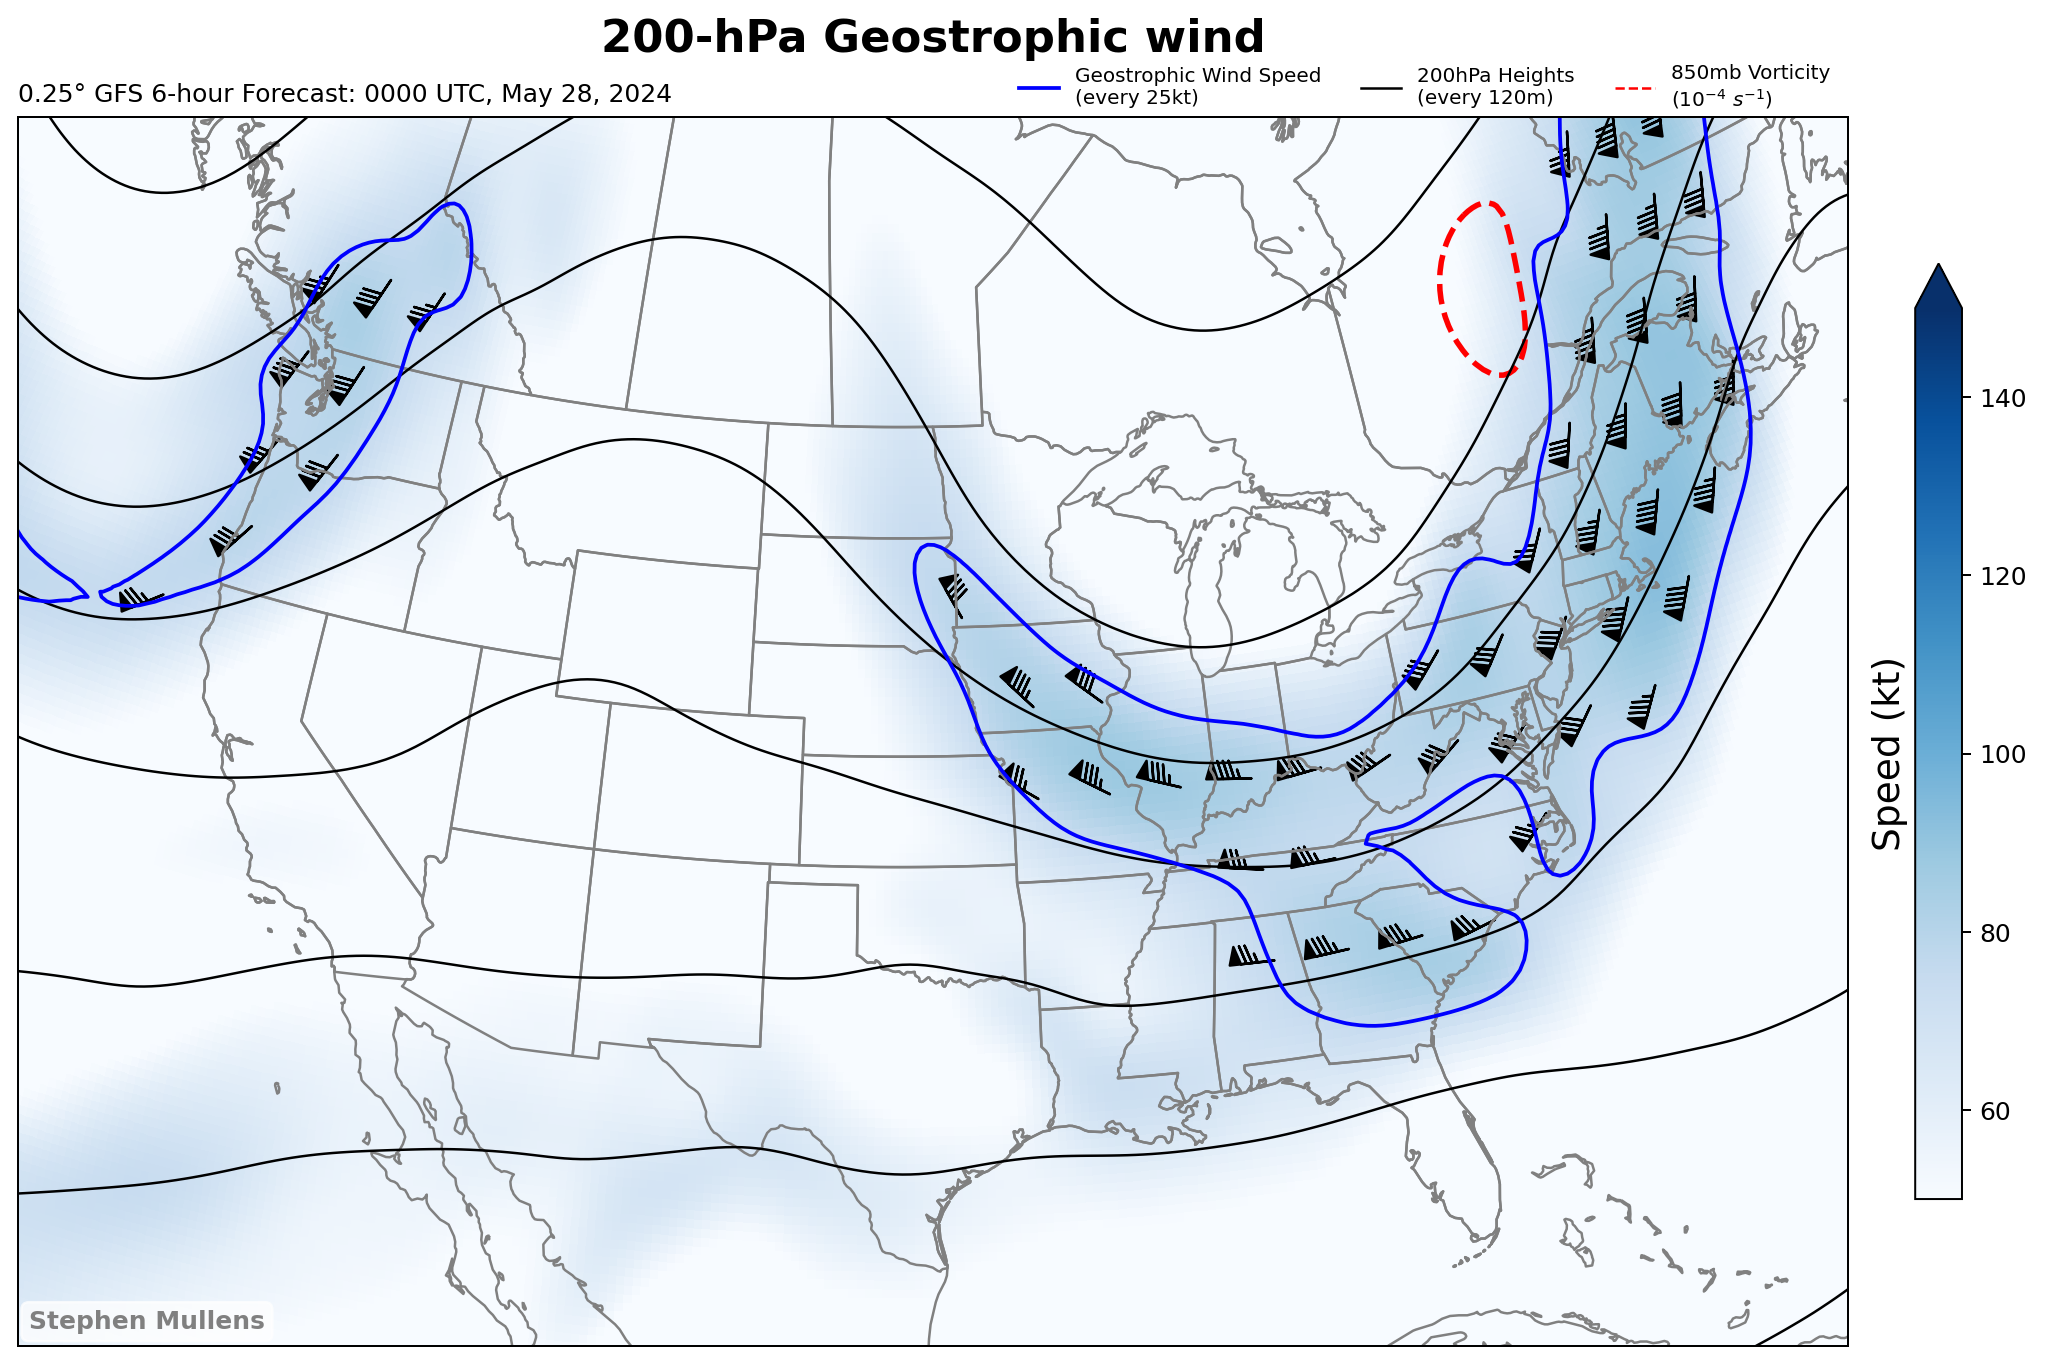 200-hPa Geostrophic wind
0.25° GFS 6-hour Forecast: 0000 UTC, May 28, 2024
Geostrophic Wind Speed
(every 25kt)
200hPa Heights
(every 120m)
850mb Vorticity
(10⁻⁴ s⁻¹)
140
120
100
80
60
Speed (kt)
Stephen Mullens